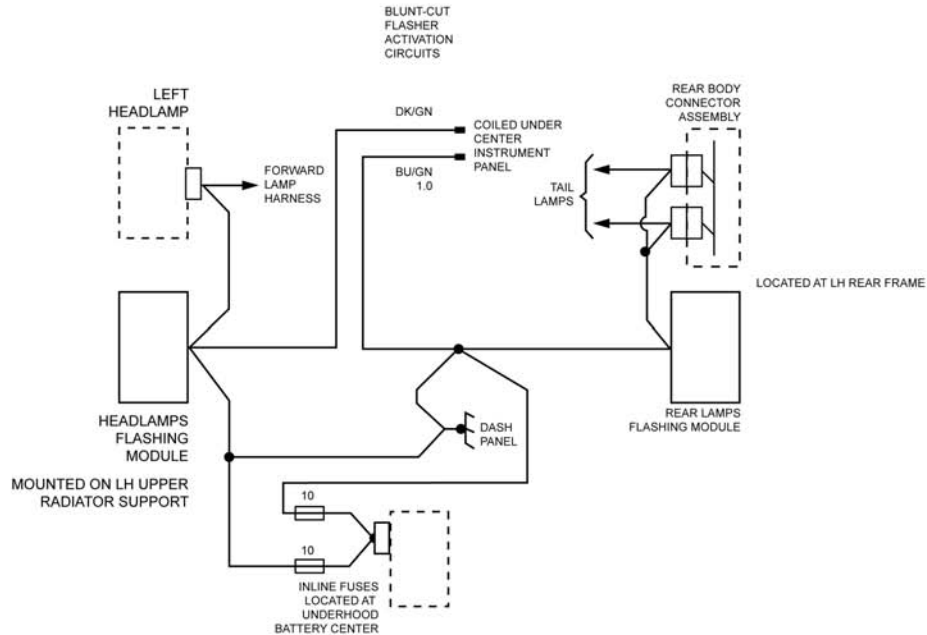 BLUNT-CUT
FLASHER
ACTIVATION
CIRCUITS
LEFT
HEADLAMP
DK/GN
COILED UNDER
CENTER
INSTRUMENT
PANEL
BU/GN
1.0
REAR BODY
CONNECTOR
ASSEMBLY
FORWARD
LAMP
HARNESS
TAIL
LAMPS
LOCATED AT LH REAR FRAME
HEADLAMPS
FLASHING
MODULE
MOUNTED ON LH UPPER
RADIATOR SUPPORT
DASH
PANEL
REAR LAMPS
FLASHING MODULE
10
10
INLINE FUSES
LOCATED AT
UNDERHOOD
BATTERY CENTER